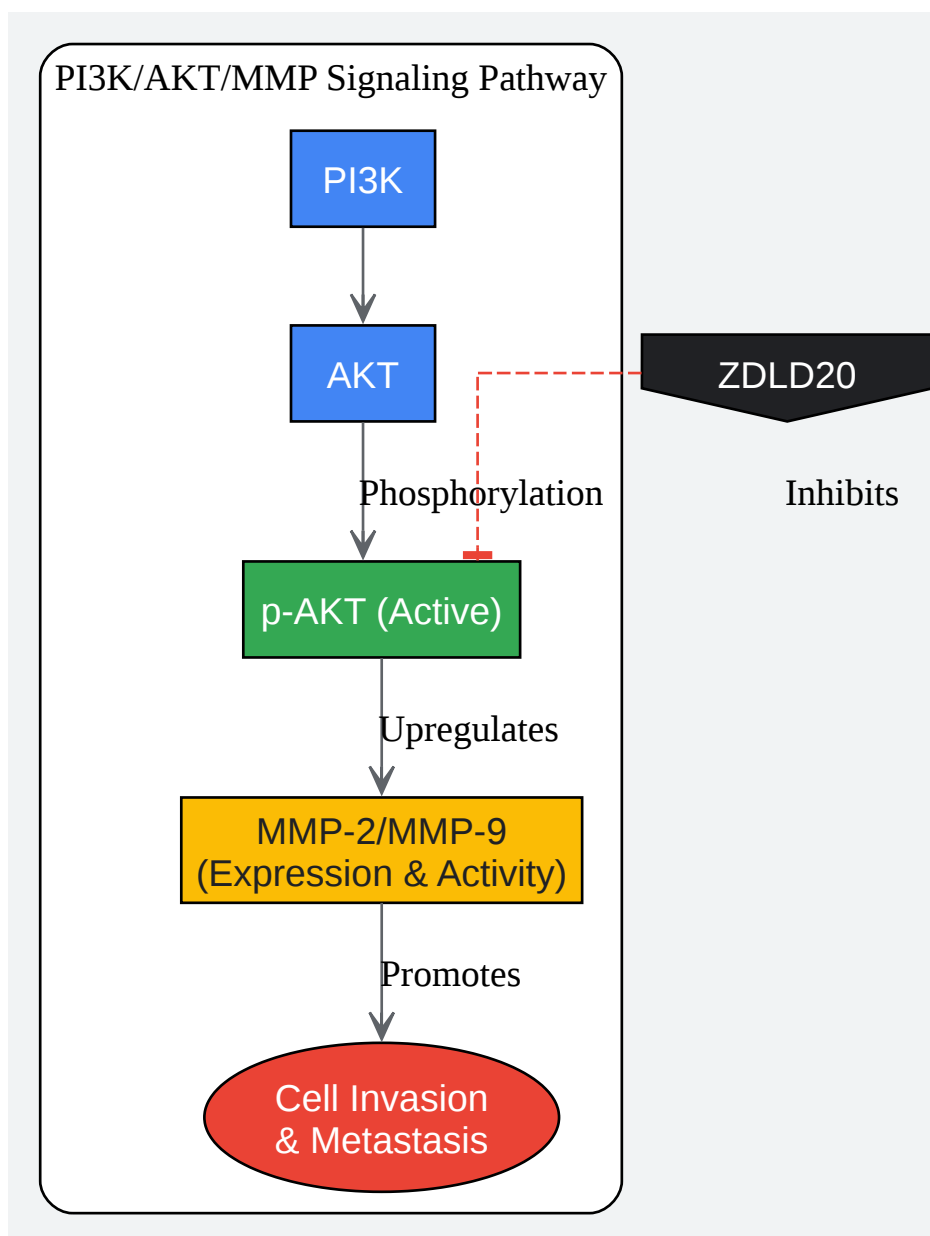 PI3K/AKT/MMP Signaling Pathway
PI3K
AKT
ZDLD20
Phosphorylation
Inhibits
p-AKT (Active)
Upregulates
MMP-2/MMP-9
(Expression & Activity)
Promotes
Cell Invasion
& Metastasis